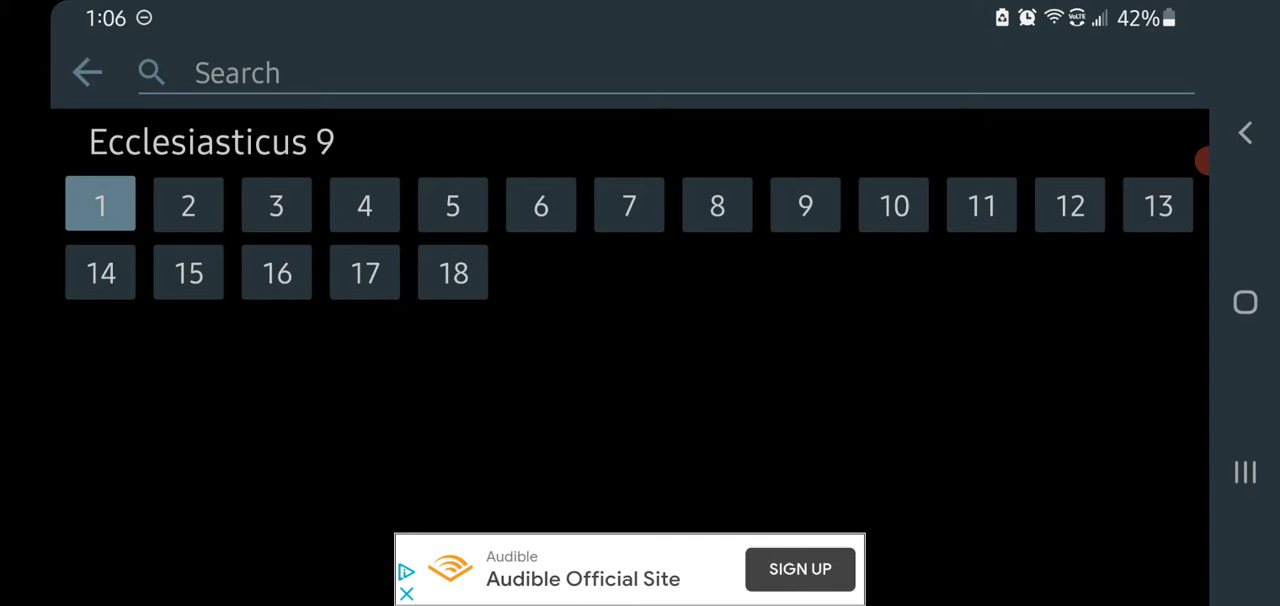 1:06 42%
Search
Ecclesiasticus 9
1 2 3 4 5 6 7 8 9 10 11 12 13
14 15 16 17 18
Audible
Audible Official Site
SIGN UP